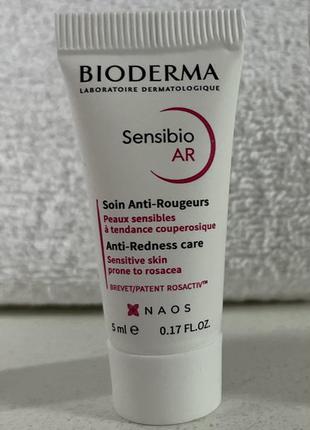 BIODERMA
LABORATOIRE DERMATOLOGIQUE
Sensibio
AR
Soin Anti-Rougeurs
Peaux sensibles
à tendance couperosique
Anti-Redness care
Sensitive skin
prone to rosacea
BREVET/PATENT ROSACTIV™
NAOS
5 ml ℮ 0.17 FL.OZ.